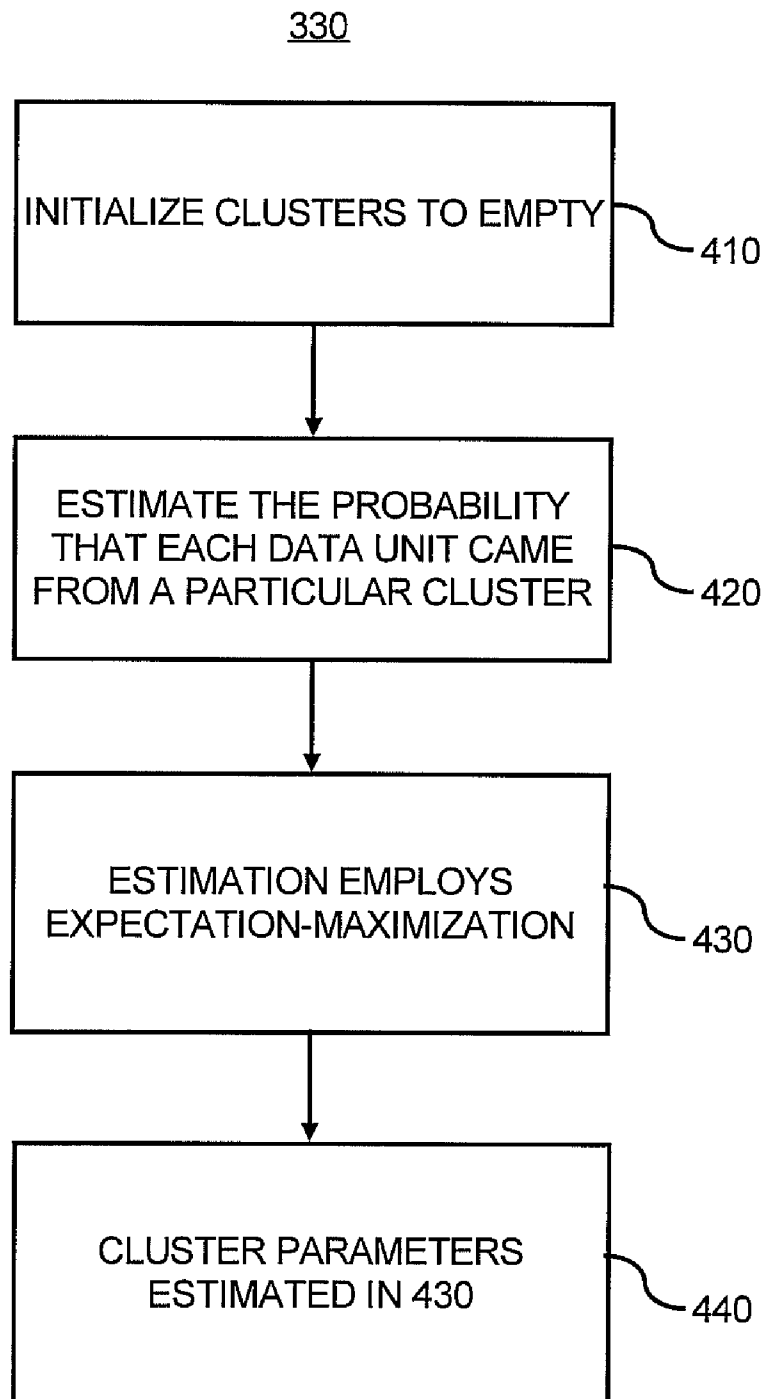 330
INITIALIZE CLUSTERS TO EMPTY
410
ESTIMATE THE PROBABILITY
THAT EACH DATA UNIT CAME
FROM A PARTICULAR CLUSTER
420
ESTIMATION EMPLOYS
EXPECTATION-MAXIMIZATION
430
CLUSTER PARAMETERS
ESTIMATED IN 430
440